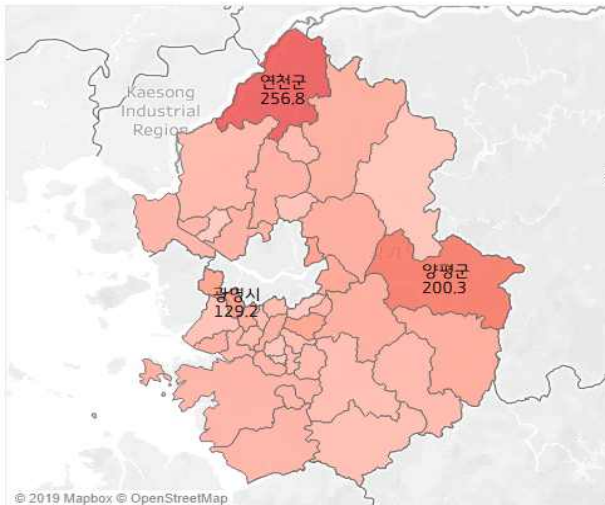 연천군
256.8
Kaesong
Industrial
Region
양평군
200.3
광명시
129.2
© 2019 Mapbox © OpenStreetMap